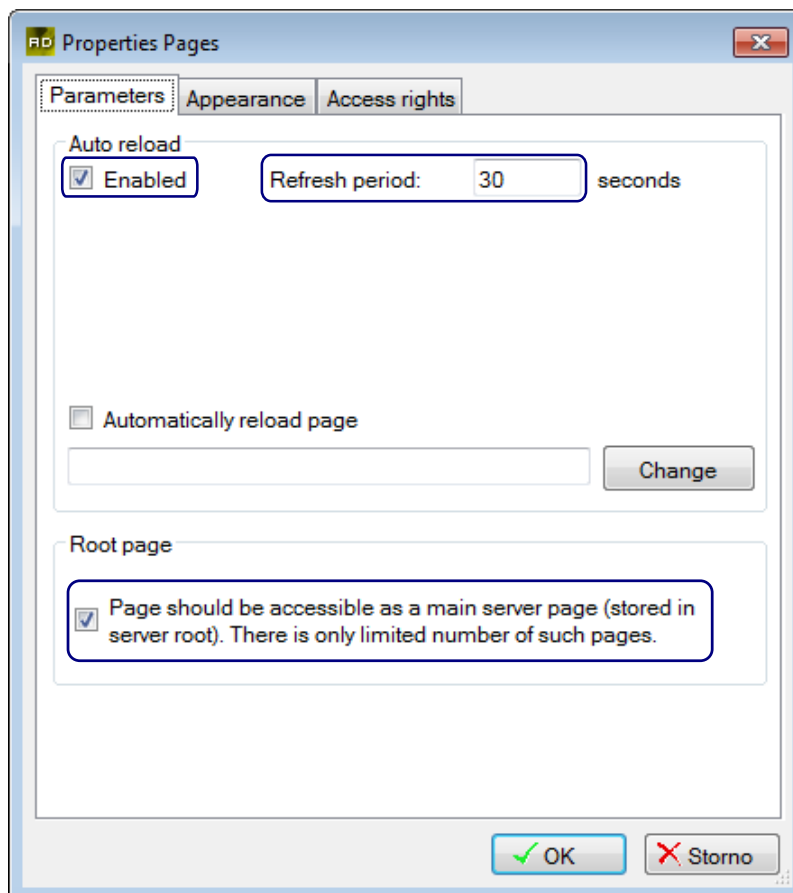 AD Properties Pages
Parameters Appearance Access rights
Auto reload
Enabled Refresh period: 30 seconds
Automatically reload page
Change
Root page
Page should be accessible as a main server page (stored in
server root). There is only limited number of such pages.
OK Storno